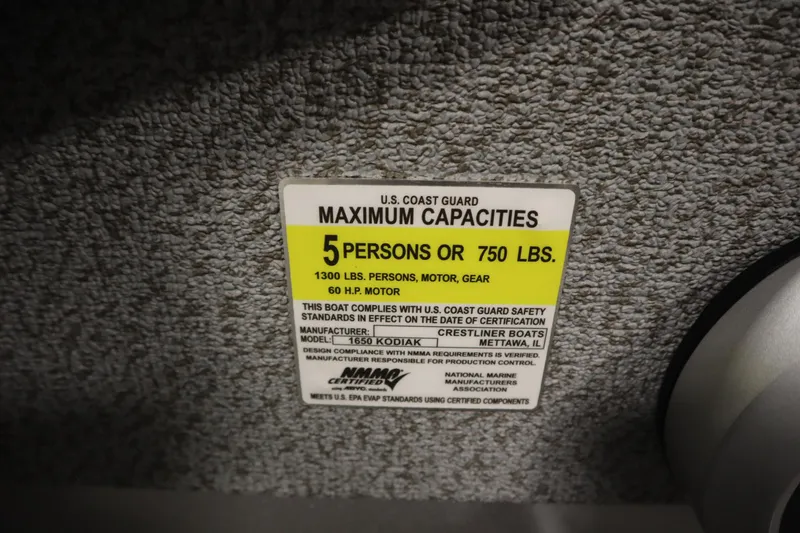 U.S. COAST GUARD
MAXIMUM CAPACITIES
5 PERSONS OR 750 LBS.
1300 LBS. PERSONS, MOTOR, GEAR
60 H.P. MOTOR
THIS BOAT COMPLIES WITH U.S. COAST GUARD SAFETY
STANDARDS IN EFFECT ON THE DATE OF CERTIFICATION
MANUFACTURER: CRESTLINER BOATS
MODEL: 1650 KODIAK METTAWA, IL
DESIGN COMPLIANCE WITH NMMA REQUIREMENTS IS VERIFIED.
MANUFACTURER RESPONSIBLE FOR PRODUCTION CONTROL.
NMMA
CERTIFIED
using ABYC standards
NATIONAL MARINE
MANUFACTURERS
ASSOCIATION
MEETS U.S. EPA EVAP STANDARDS USING CERTIFIED COMPONENTS